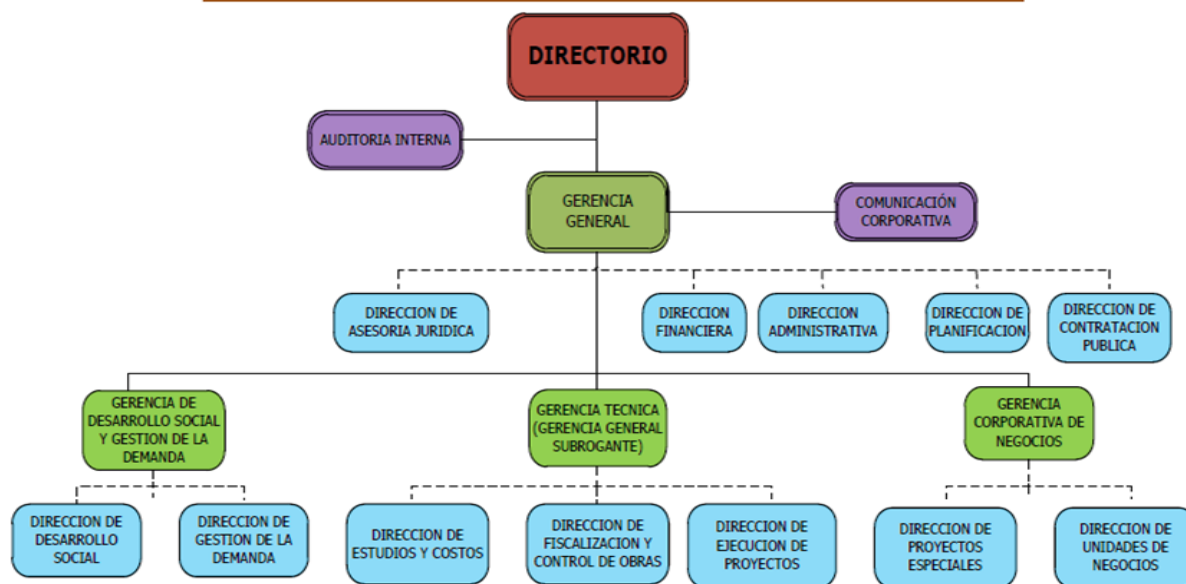 DIRECTORIO
AUDITORIA INTERNA
GERENCIA
GENERAL
COMUNICACIÓN
CORPORATIVA
DIRECCION DE
ASESORIA JURIDICA
DIRECCION
FINANCIERA
DIRECCION
ADMINISTRATIVA
DIRECCION DE
PLANIFICACION
DIRECCION DE
CONTRATACION
PUBLICA
GERENCIA DE
DESARROLLO SOCIAL
Y GESTION DE LA
DEMANDA
GERENCIA TECNICA
(GERENCIA GENERAL
SUBROGANTE)
GERENCIA
CORPORATIVA DE
NEGOCIOS
DIRECCION DE
DESARROLLO
SOCIAL
DIRECCION DE
GESTION DE LA
DEMANDA
DIRECCION DE
ESTUDIOS Y COSTOS
DIRECCION DE
FISCALIZACION Y
CONTROL DE OBRAS
DIRECCION DE
EJECUCION DE
PROYECTOS
DIRECCION DE
PROYECTOS
ESPECIALES
DIRECCION DE
UNIDADES DE
NEGOCIOS